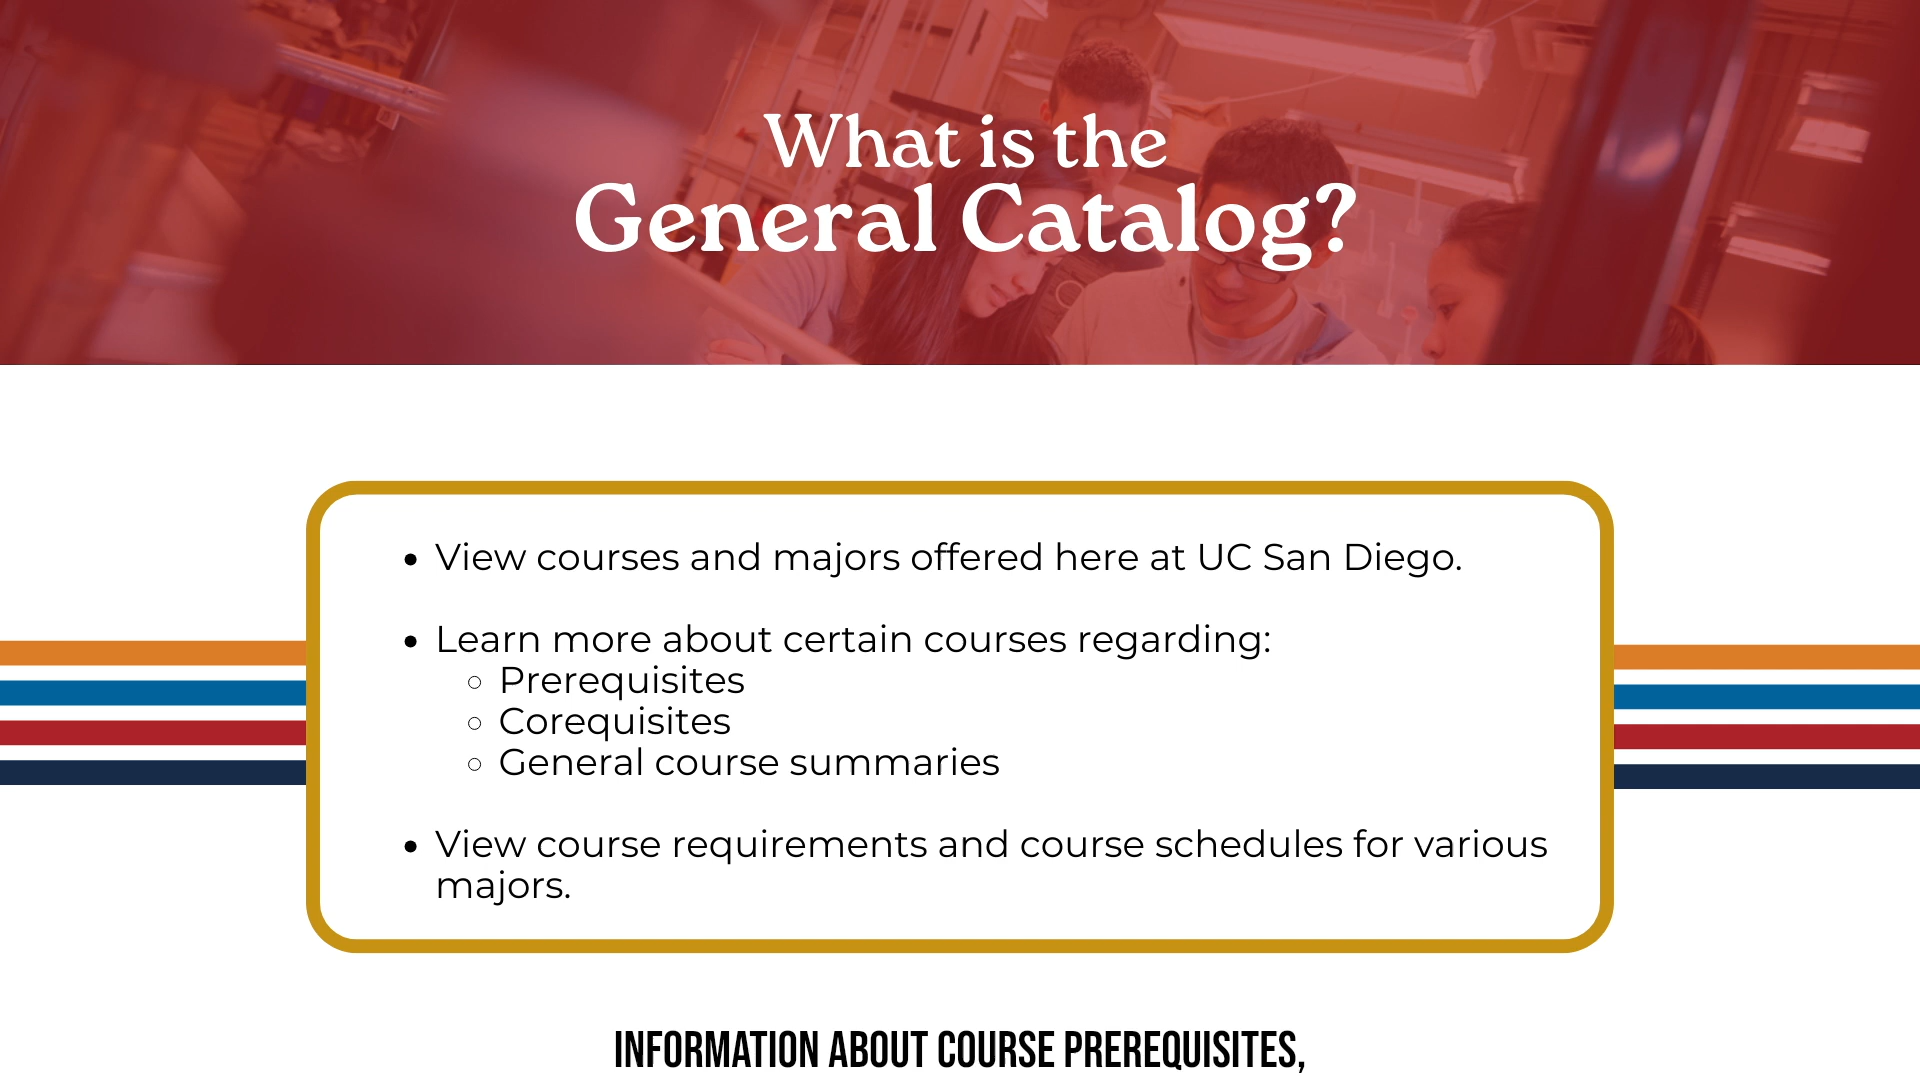 What is the
General Catalog?
• View courses and majors offered here at UC San Diego.
• Learn more about certain courses regarding:
◦ Prerequisites
◦ Corequisites
◦ General course summaries
• View course requirements and course schedules for various
majors.
INFORMATION ABOUT COURSE PREREQUISITES,